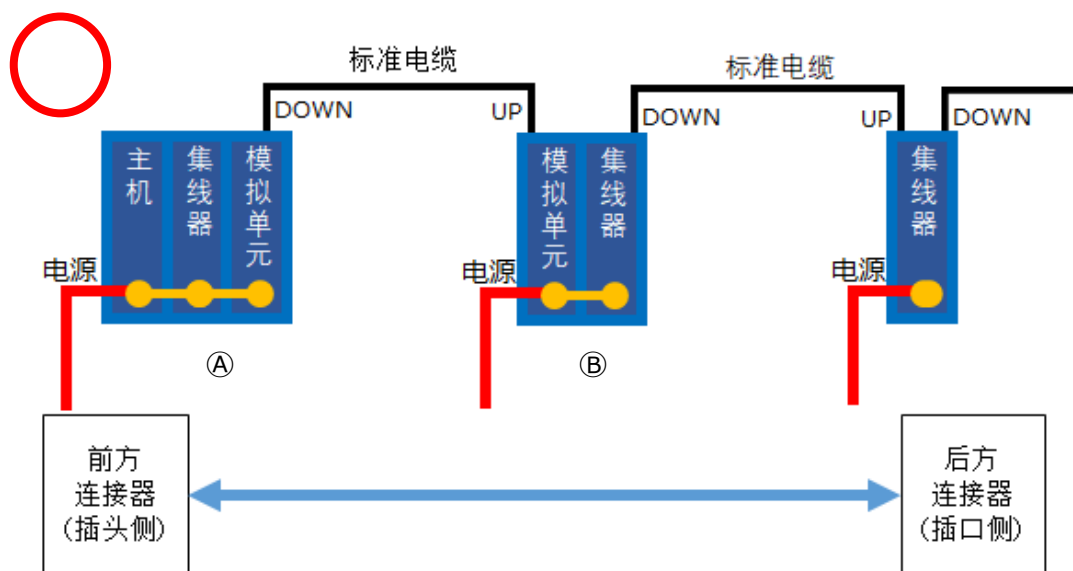 标准电缆
标准电缆
DOWN
UP
DOWN
UP
DOWN
主机
集线器
模拟单元
模拟单元
集线器
集线器
电源
电源
电源
Ⓐ
Ⓑ
前方
连接器
(插头侧)
后方
连接器
(插口侧)